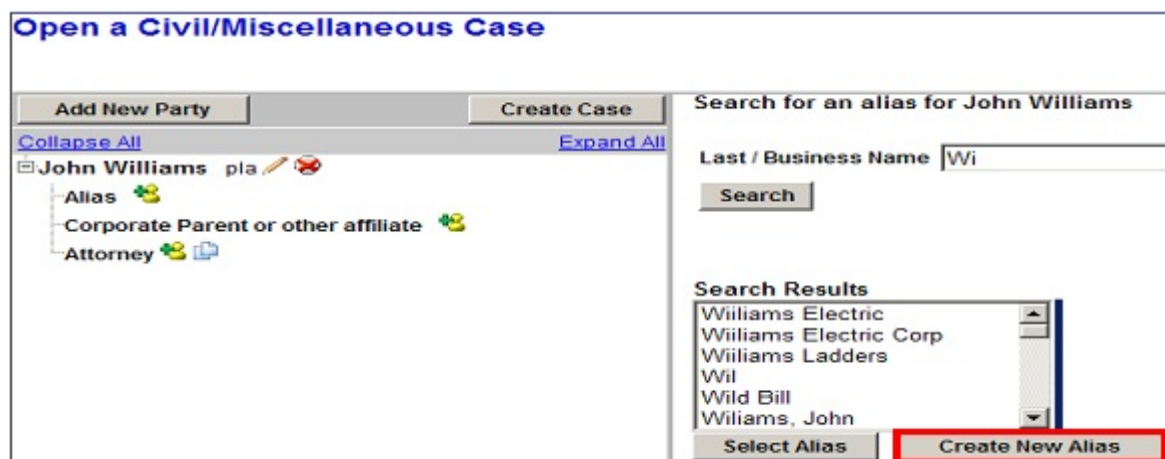 Open a Civil/Miscellaneous Case
Add New Party
Create Case
Collapse All
Expand All
John Williams pla
Alias
Corporate Parent or other affiliate
Attorney
Search for an alias for John Williams
Last / Business Name Wi
Search
Search Results
Wiiliams Electric
Wiiliams Electric Corp
Wiiliams Ladders
Wil
Wild Bill
Wiliams, John
Select Alias
Create New Alias